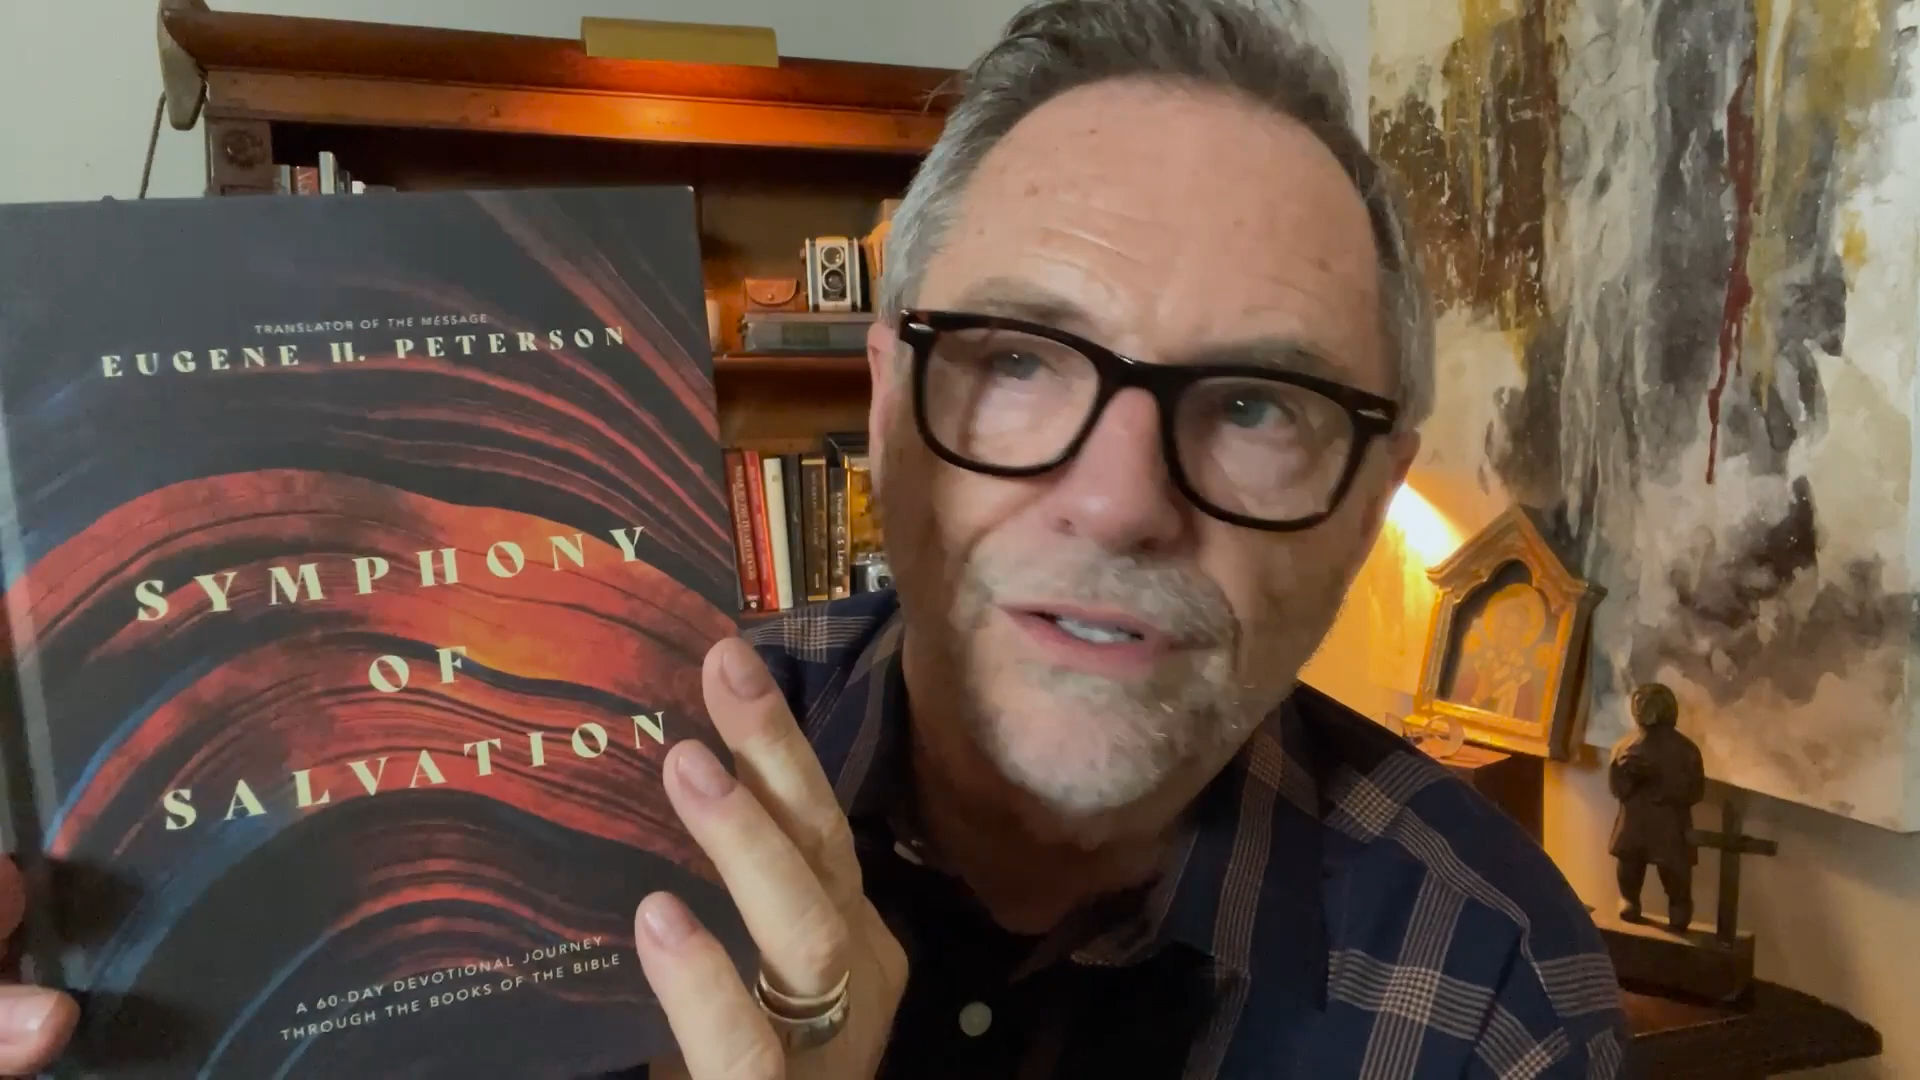 TRANSLATOR OF THE MESSAGE
EUGENE H. PETERSON
SYMPHONY
OF
SALVATION
A 60-DAY DEVOTIONAL JOURNEY
THROUGH THE BOOKS OF THE BIBLE